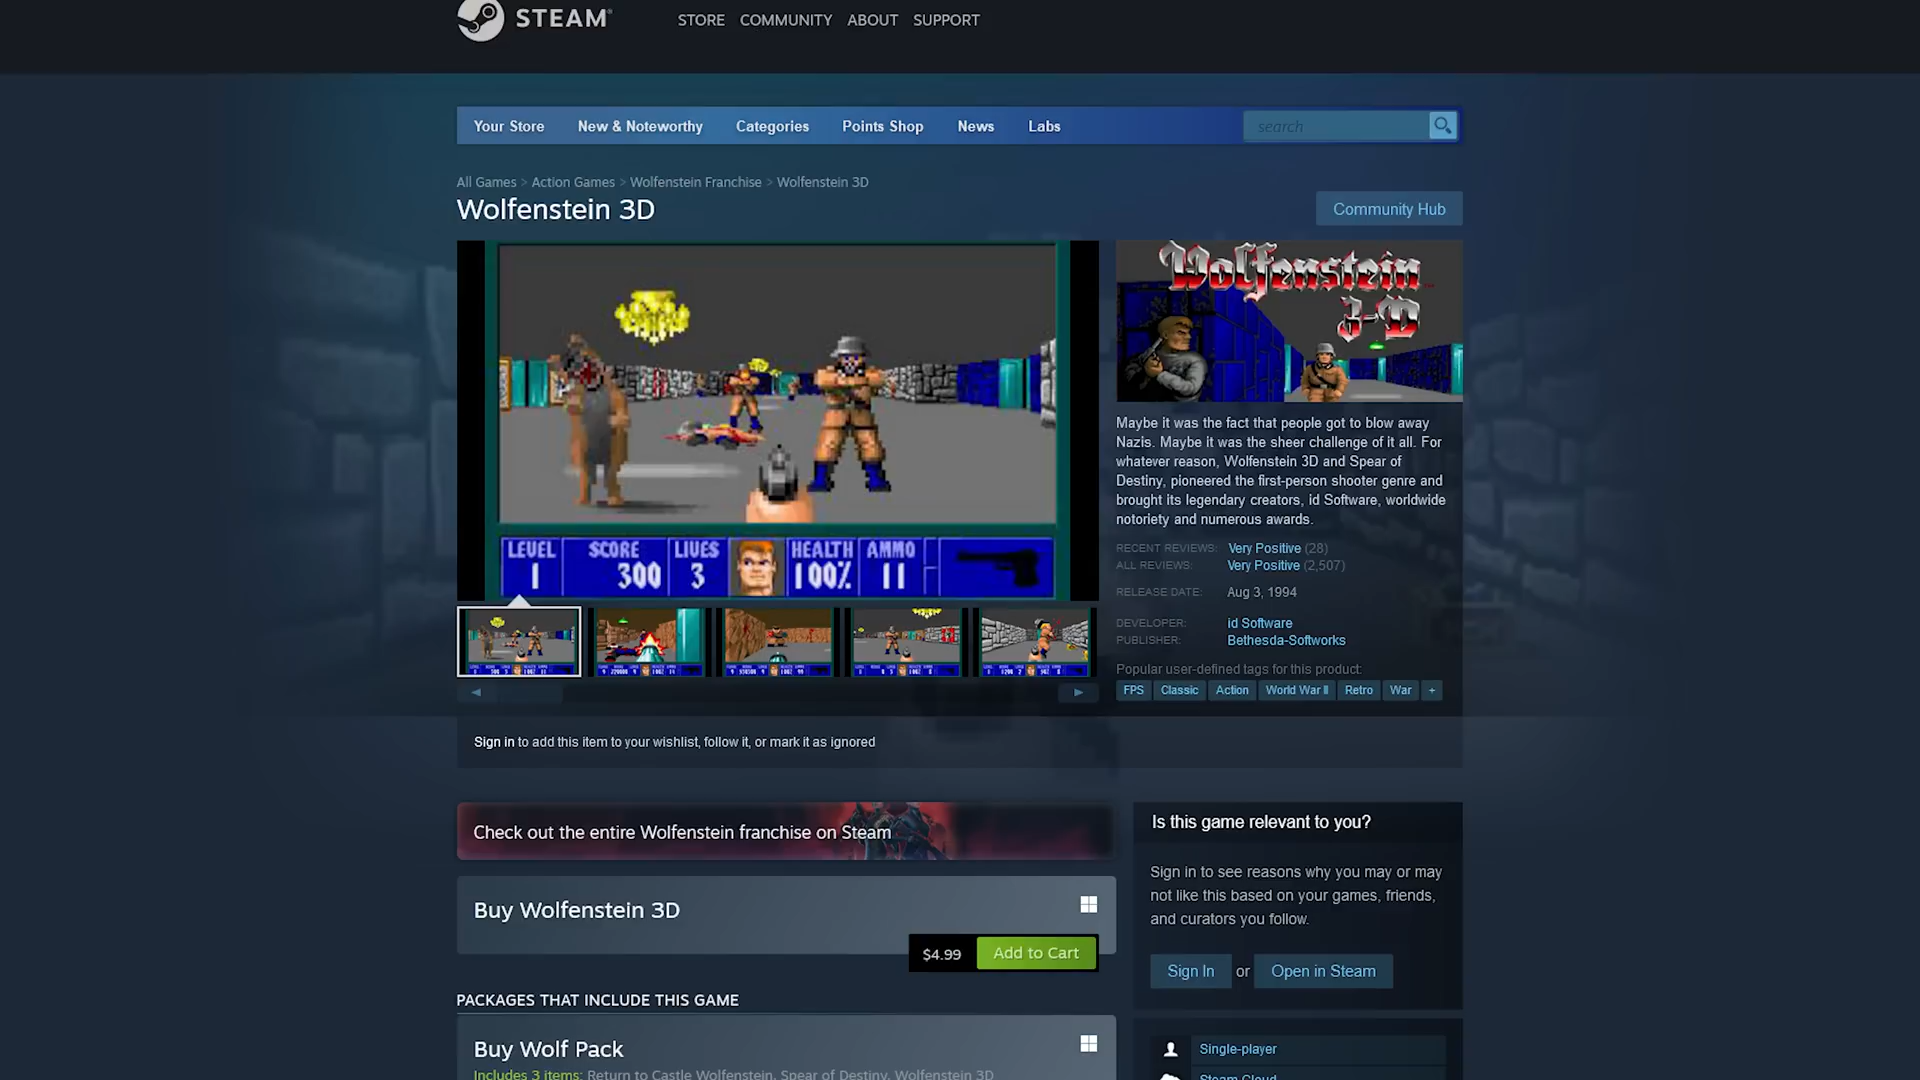 STEAM
STORE COMMUNITY ABOUT SUPPORT
Your Store New & Noteworthy Categories Points Shop News Labs
search
All Games > Action Games > Wolfenstein Franchise > Wolfenstein 3D
Wolfenstein 3D
Community Hub
LEVEL SCORE LIVES HEALTH AMMO
1 300 3 100% 11
Wolfenstein
3-D
Maybe it was the fact that people got to blow away
Nazis. Maybe it was the sheer challenge of it all. For
whatever reason, Wolfenstein 3D and Spear of
Destiny, pioneered the first-person shooter genre and
brought its legendary creators, id Software, worldwide
notoriety and numerous awards.
RECENT REVIEWS: Very Positive (28)
ALL REVIEWS: Very Positive (2,507)
RELEASE DATE: Aug 3, 1994
DEVELOPER: id Software
PUBLISHER: Bethesda-Softworks
Popular user-defined tags for this product:
FPS Classic Action World War II Retro War +
Sign in to add this item to your wishlist, follow it, or mark it as ignored
Check out the entire Wolfenstein franchise on Steam
Buy Wolfenstein 3D
$4.99 Add to Cart
PACKAGES THAT INCLUDE THIS GAME
Buy Wolf Pack
Includes 3 items: Return to Castle Wolfenstein, Spear of Destiny, Wolfenstein 3D
Is this game relevant to you?
Sign in to see reasons why you may or may
not like this based on your games, friends,
and curators you follow.
Sign In or Open in Steam
Single-player
Steam Cloud